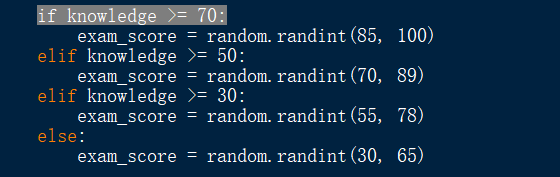 if knowledge >= 70:
    exam_score = random.randint(85, 100)
elif knowledge >= 50:
    exam_score = random.randint(70, 89)
elif knowledge >= 30:
    exam_score = random.randint(55, 78)
else:
    exam_score = random.randint(30, 65)